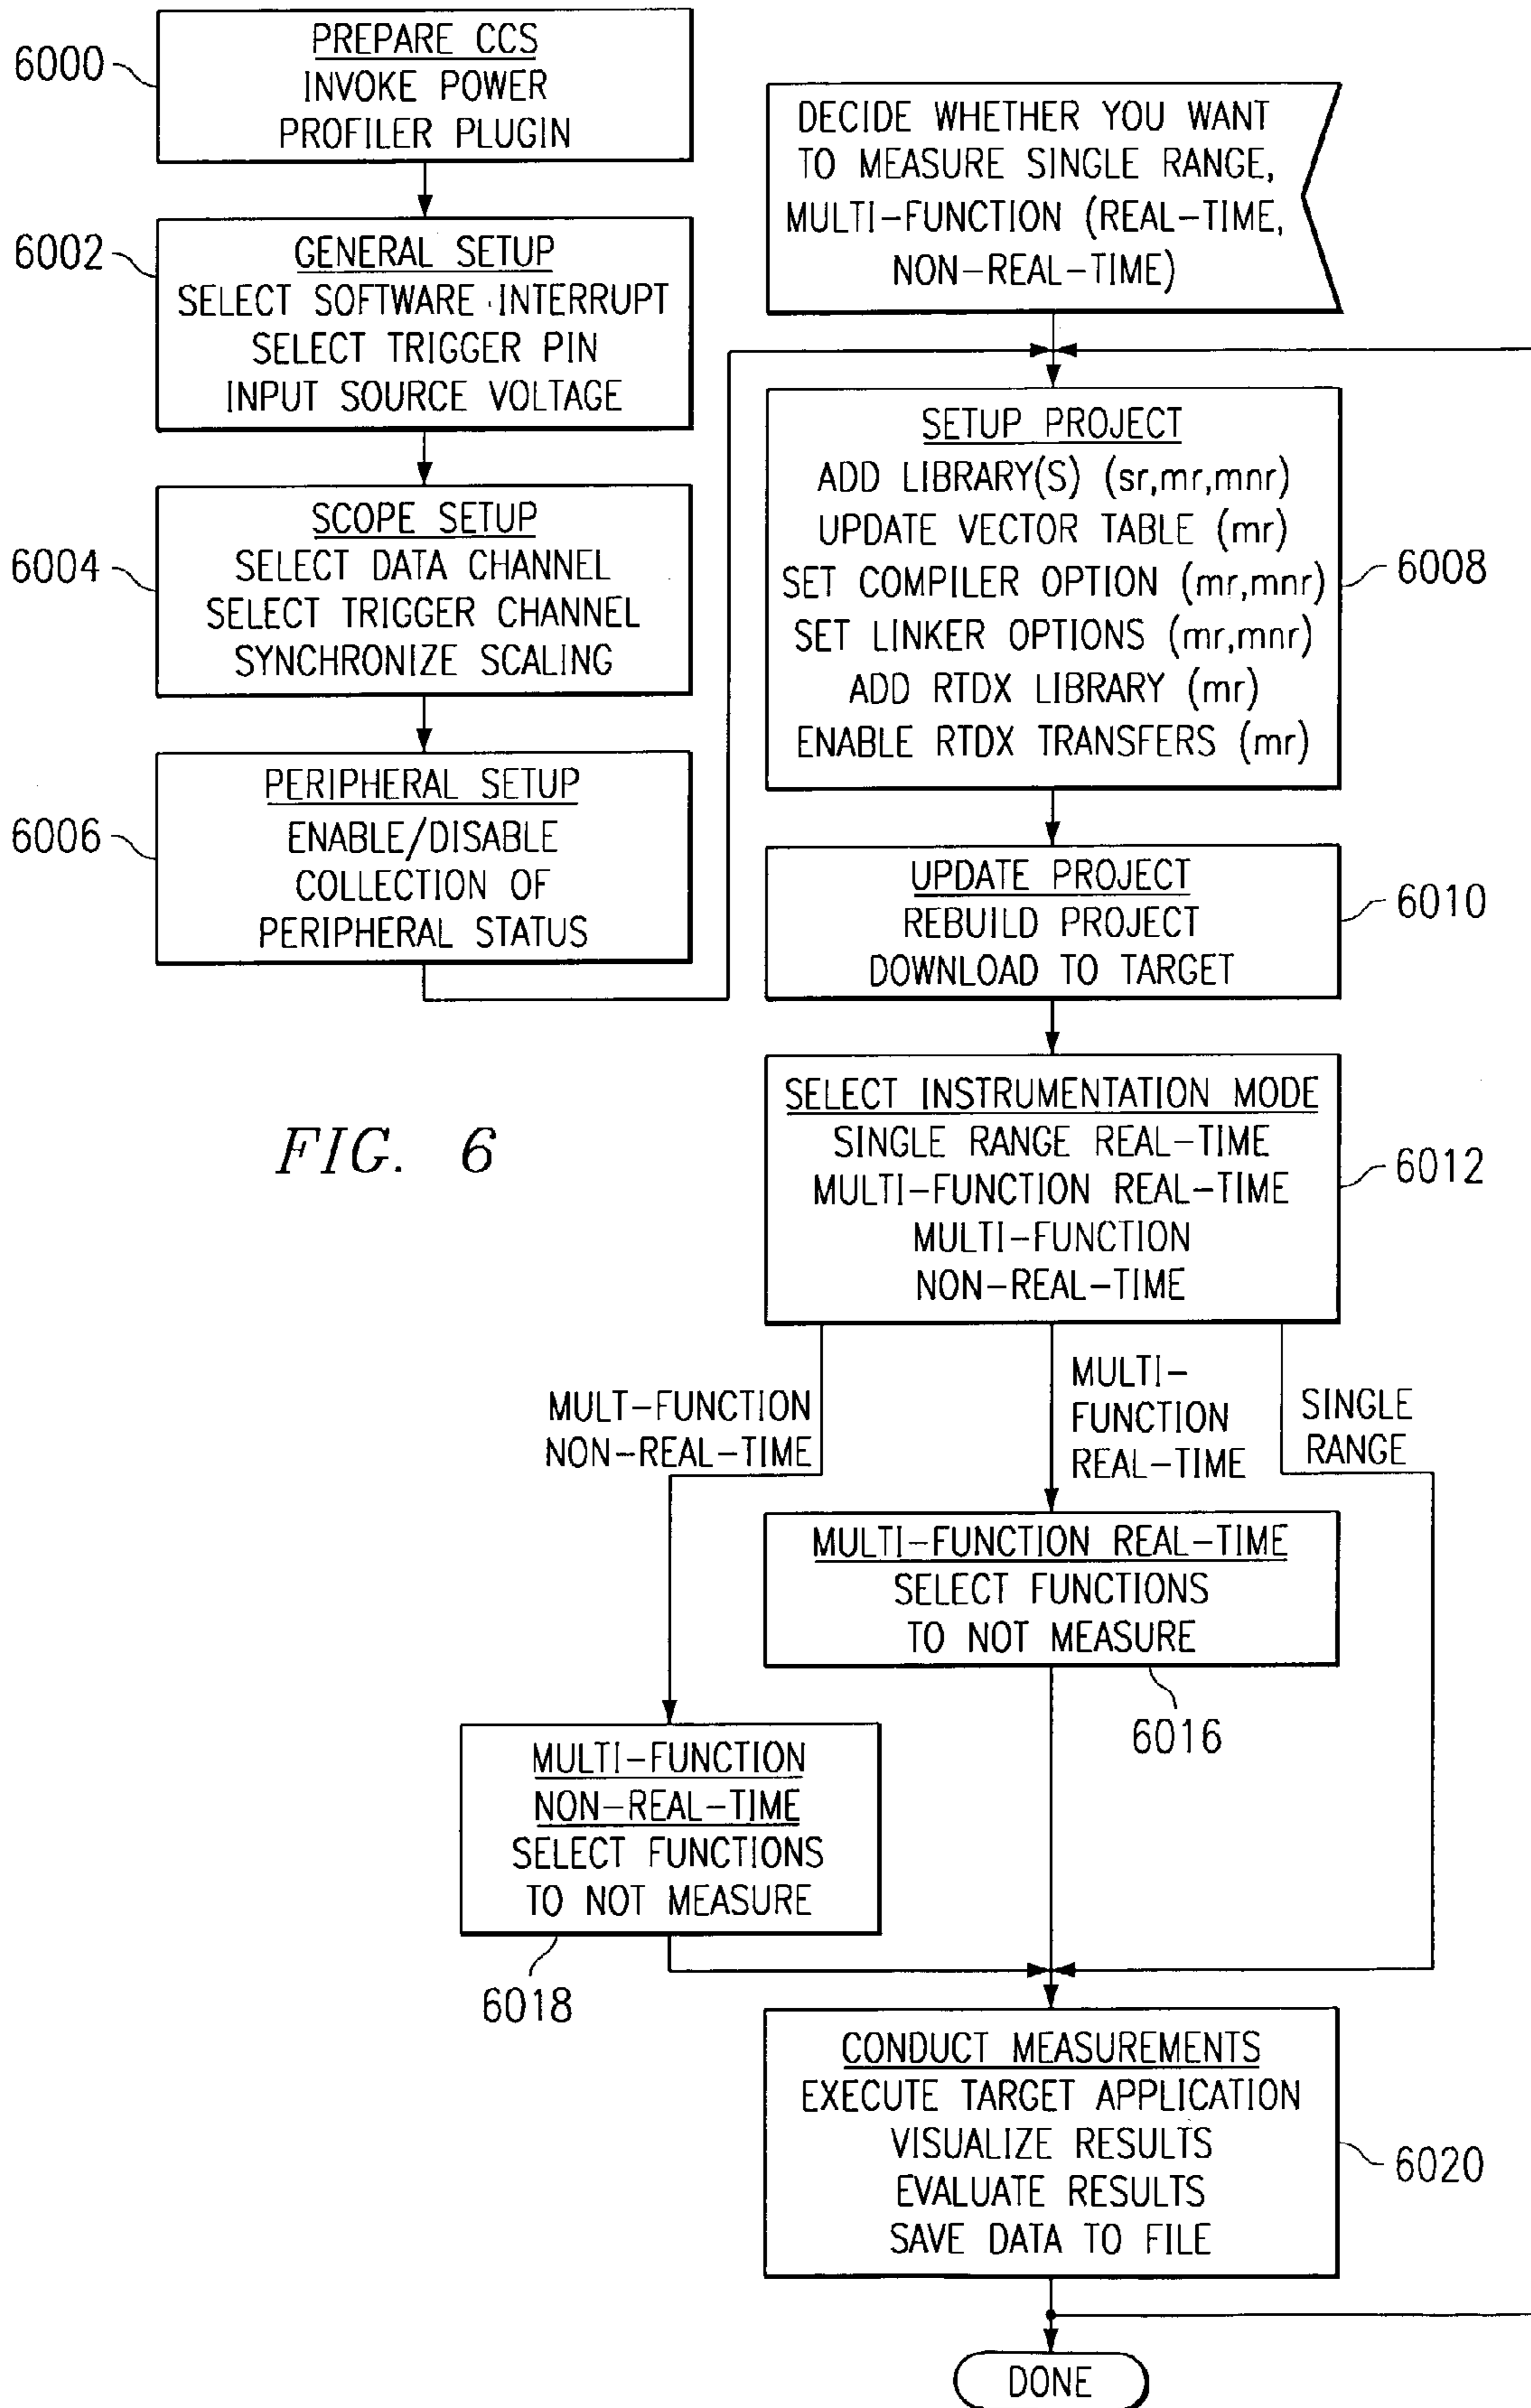 6000
PREPARE CCS
INVOKE POWER
PROFILER PLUGIN
6002
GENERAL SETUP
SELECT SOFTWARE INTERRUPT
SELECT TRIGGER PIN
INPUT SOURCE VOLTAGE
6004
SCOPE SETUP
SELECT DATA CHANNEL
SELECT TRIGGER CHANNEL
SYNCHRONIZE SCALING
6006
PERIPHERAL SETUP
ENABLE/DISABLE
COLLECTION OF
PERIPHERAL STATUS
DECIDE WHETHER YOU WANT
TO MEASURE SINGLE RANGE,
MULTI-FUNCTION (REAL-TIME,
NON-REAL-TIME)
SETUP PROJECT
ADD LIBRARY(S) (sr,mr,mnr)
UPDATE VECTOR TABLE (mr)
SET COMPILER OPTION (mr,mnr)
SET LINKER OPTIONS (mr,mnr)
ADD RTDX LIBRARY (mr)
ENABLE RTDX TRANSFERS (mr)
6008
UPDATE PROJECT
REBUILD PROJECT
DOWNLOAD TO TARGET
6010
SELECT INSTRUMENTATION MODE
SINGLE RANGE REAL-TIME
MULTI-FUNCTION REAL-TIME
MULTI-FUNCTION
NON-REAL-TIME
6012
FIG. 6
MULT-FUNCTION
NON-REAL-TIME
MULTI-
FUNCTION
REAL-TIME
SINGLE
RANGE
MULTI-FUNCTION REAL-TIME
SELECT FUNCTIONS
TO NOT MEASURE
6016
MULTI-FUNCTION
NON-REAL-TIME
SELECT FUNCTIONS
TO NOT MEASURE
6018
CONDUCT MEASUREMENTS
EXECUTE TARGET APPLICATION
VISUALIZE RESULTS
EVALUATE RESULTS
SAVE DATA TO FILE
6020
DONE